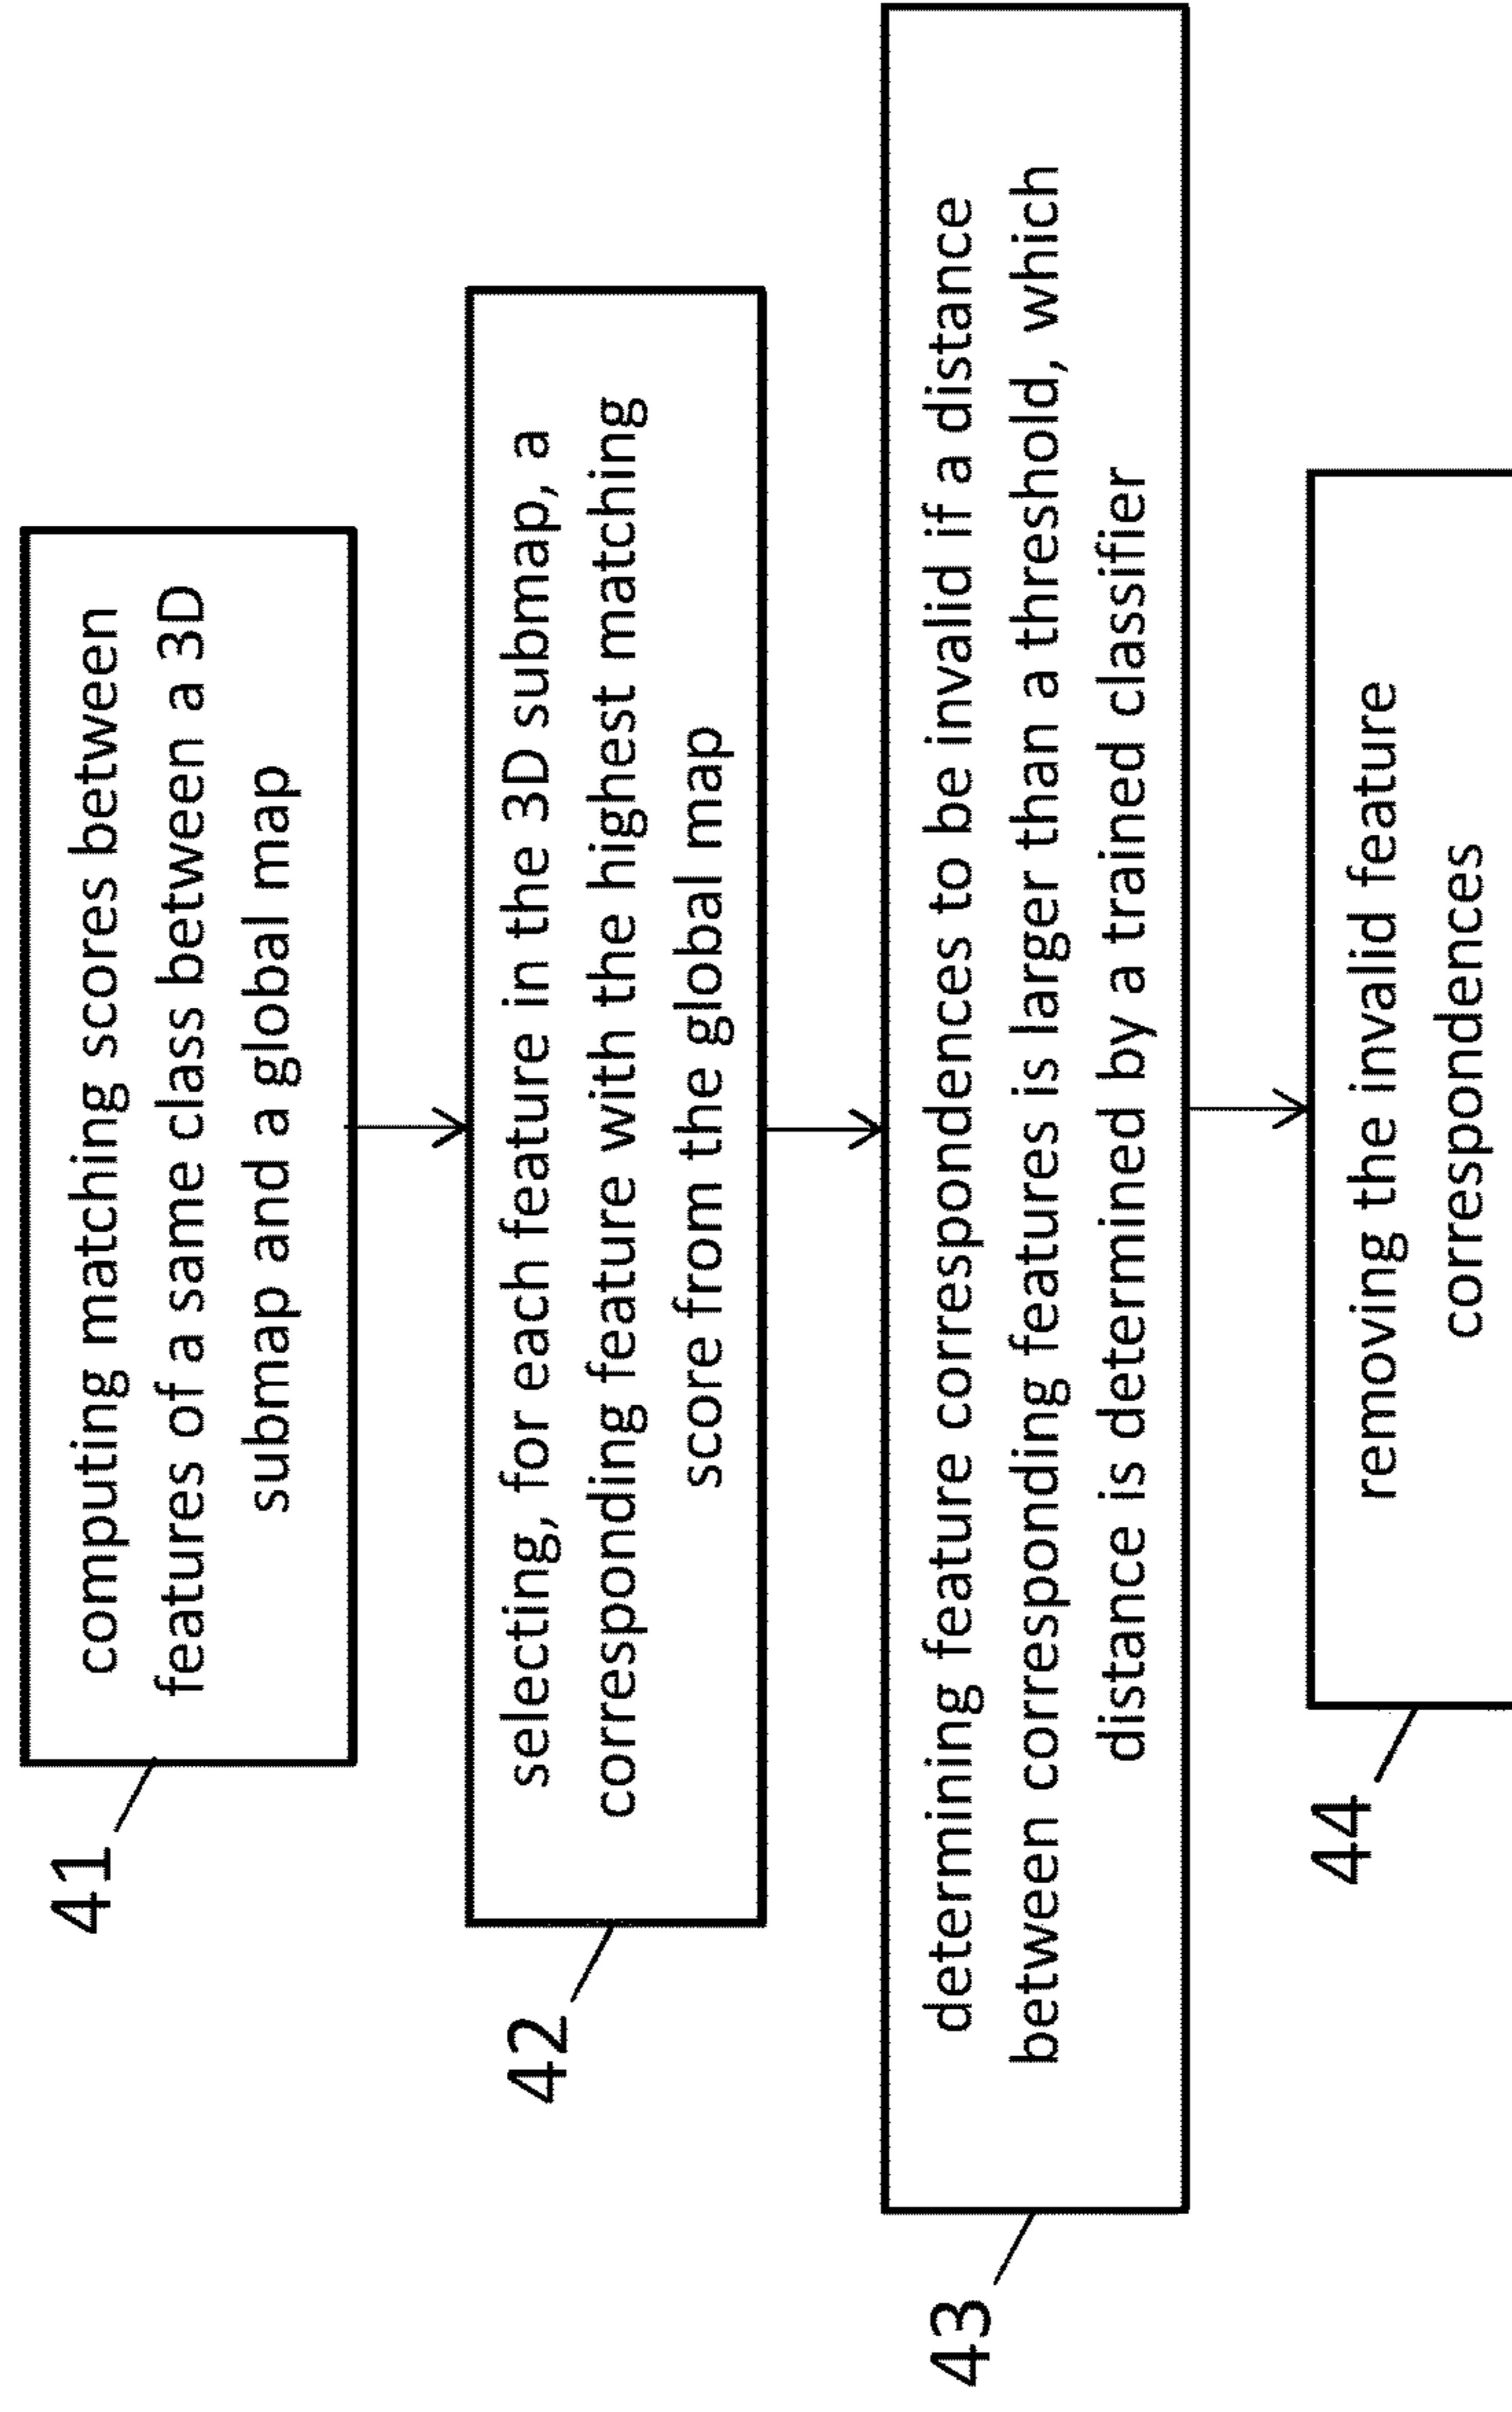 41
computing matching scores between
features of a same class between a 3D
submap and a global map
42
selecting, for each feature in the 3D submap, a
corresponding feature with the highest matching
score from the global map
43
determining feature correspondences to be invalid if a distance
between corresponding features is larger than a threshold, which
distance is determined by a trained classifier
44
removing the invalid feature
correspondences